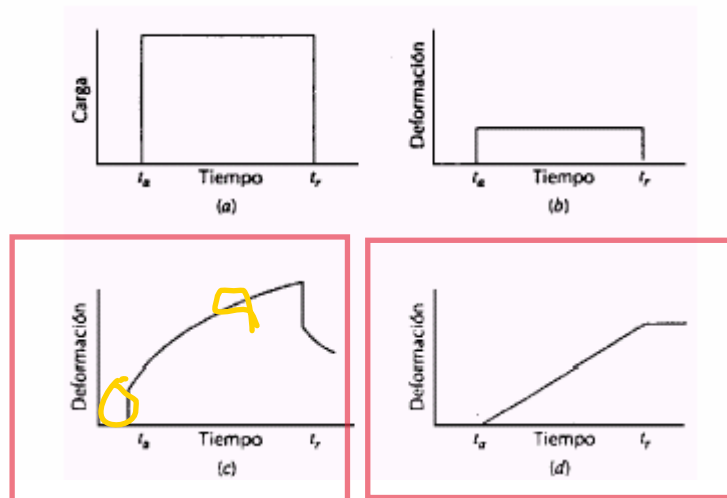 Carga
t_a Tiempo t_r
(a)
Deformación
t_a Tiempo t_r
(b)
Deformación
t_a Tiempo t_r
(c)
Deformación
t_a Tiempo t_r
(d)